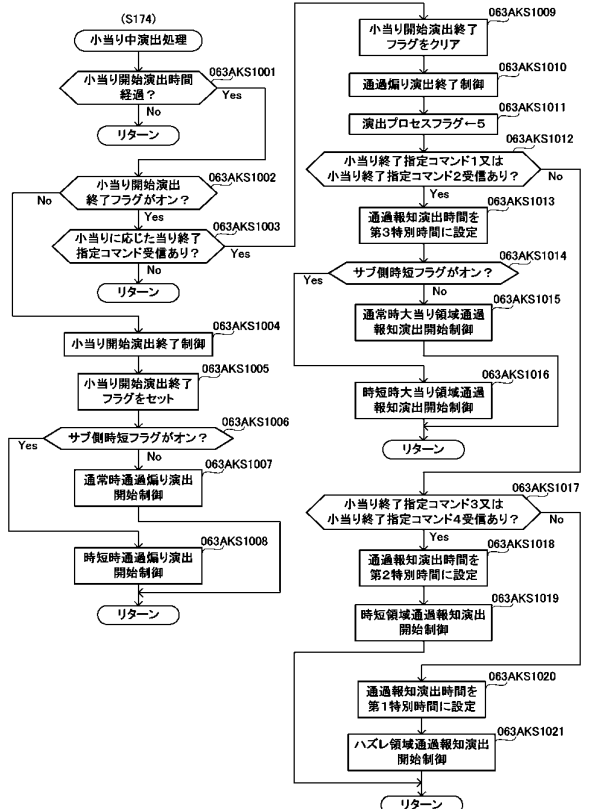 (S174)
小当り中演出処理
063AKS1001
小当り開始演出時間
経過？
Yes
No
リターン
063AKS1002
小当り開始演出
終了フラグがオン？
No
Yes
063AKS1003
小当りに応じた当り終了
指定コマンド受信あり？
Yes
No
リターン
063AKS1004
小当り開始演出終了制御
063AKS1005
小当り開始演出終了
フラグをセット
063AKS1006
サブ側時短フラグがオン？
Yes
No
063AKS1007
通常時通過煽り演出
開始制御
063AKS1008
時短時通過煽り演出
開始制御
リターン
063AKS1009
小当り開始演出終了
フラグをクリア
063AKS1010
通過煽り演出終了制御
063AKS1011
演出プロセスフラグ←5
063AKS1012
小当り終了指定コマンド1又は
小当り終了指定コマンド2受信あり？
No
Yes
063AKS1013
通過報知演出時間を
第3特別時間に設定
063AKS1014
サブ側時短フラグがオン？
Yes
No
063AKS1015
通常時大当り領域通過
報知演出開始制御
063AKS1016
時短時大当り領域通過
報知演出開始制御
リターン
063AKS1017
小当り終了指定コマンド3又は
小当り終了指定コマンド4受信あり？
No
Yes
063AKS1018
通過報知演出時間を
第2特別時間に設定
063AKS1019
時短領域通過報知演出
開始制御
063AKS1020
通過報知演出時間を
第1特別時間に設定
063AKS1021
ハズレ領域通過報知演出
開始制御
リターン